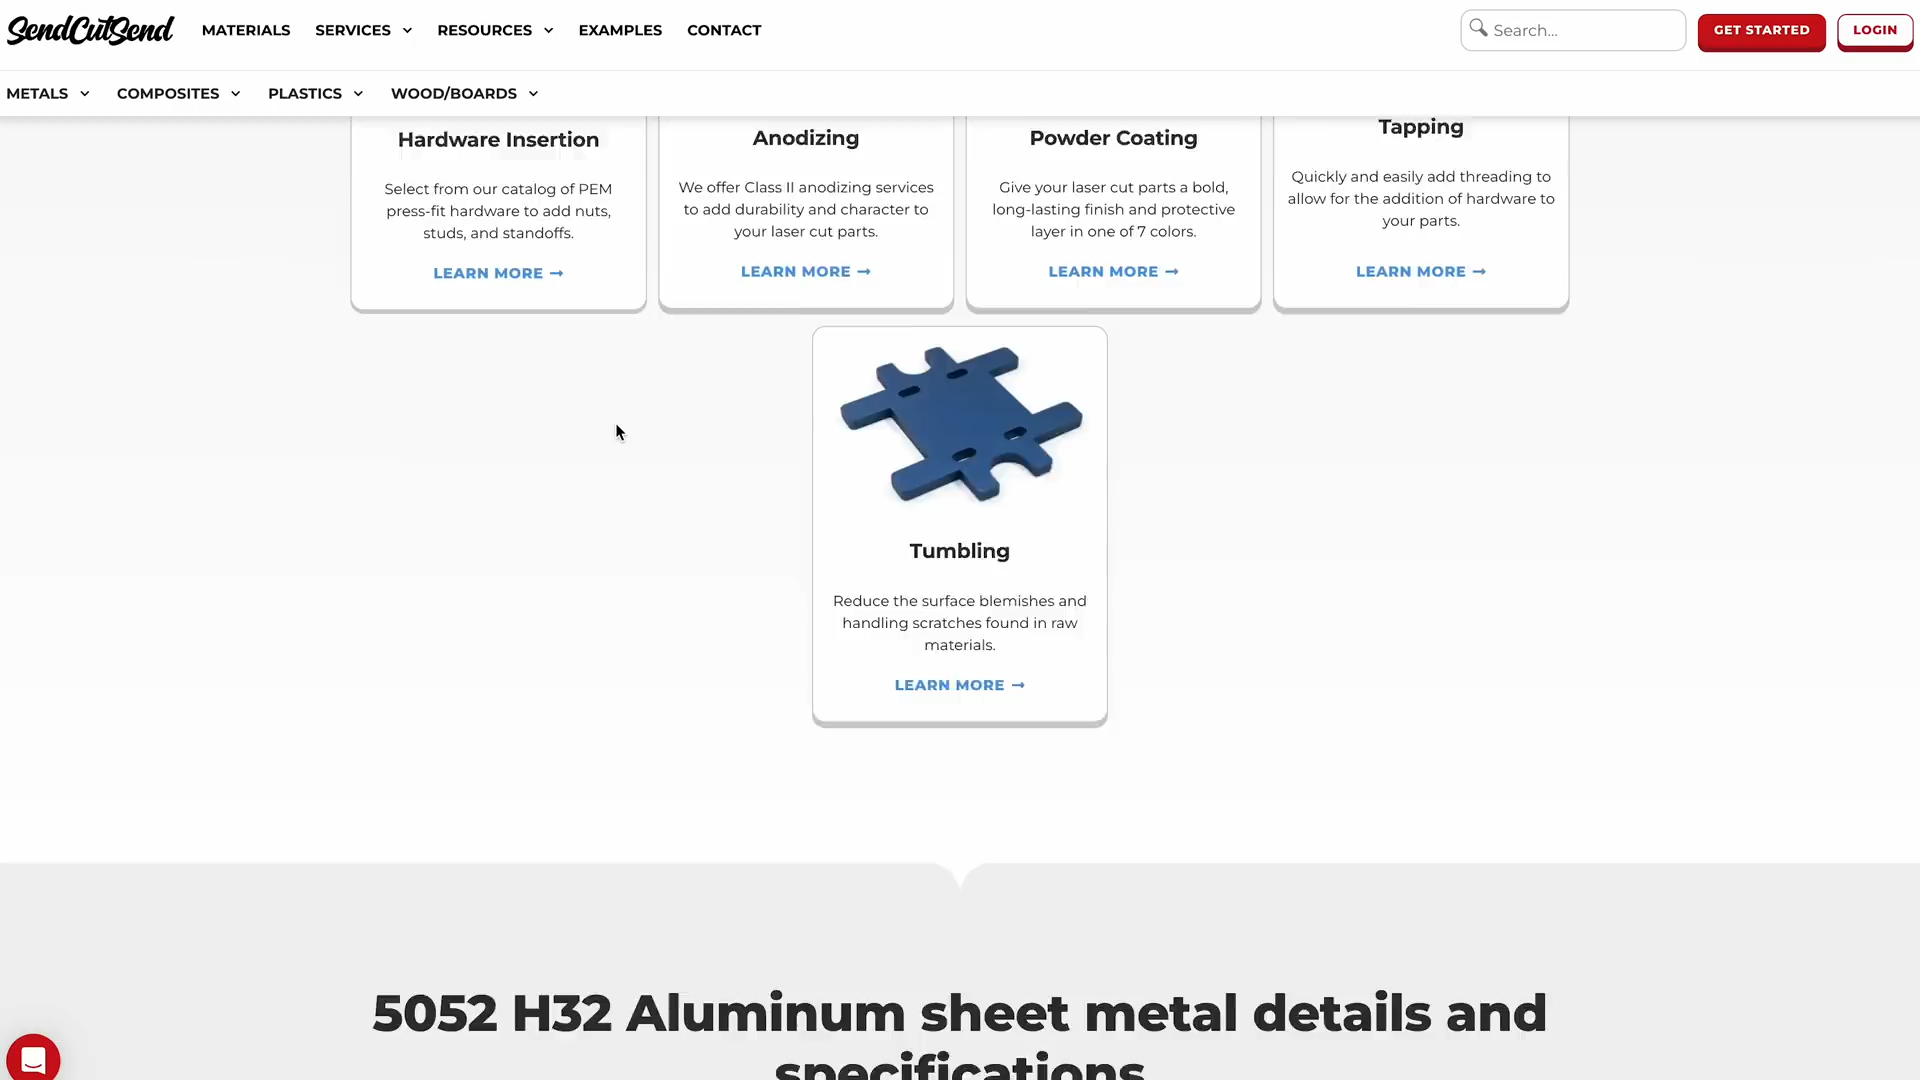 SendCutSend
MATERIALS
SERVICES
RESOURCES
EXAMPLES
CONTACT
Search...
GET STARTED
LOGIN
METALS
COMPOSITES
PLASTICS
WOOD/BOARDS
Hardware Insertion
Select from our catalog of PEM
press-fit hardware to add nuts,
studs, and standoffs.
LEARN MORE →
Anodizing
We offer Class II anodizing services
to add durability and character to
your laser cut parts.
LEARN MORE →
Powder Coating
Give your laser cut parts a bold,
long-lasting finish and protective
layer in one of 7 colors.
LEARN MORE →
Tapping
Quickly and easily add threading to
allow for the addition of hardware to
your parts.
LEARN MORE →
Tumbling
Reduce the surface blemishes and
handling scratches found in raw
materials.
LEARN MORE →
5052 H32 Aluminum sheet metal details and
specifications